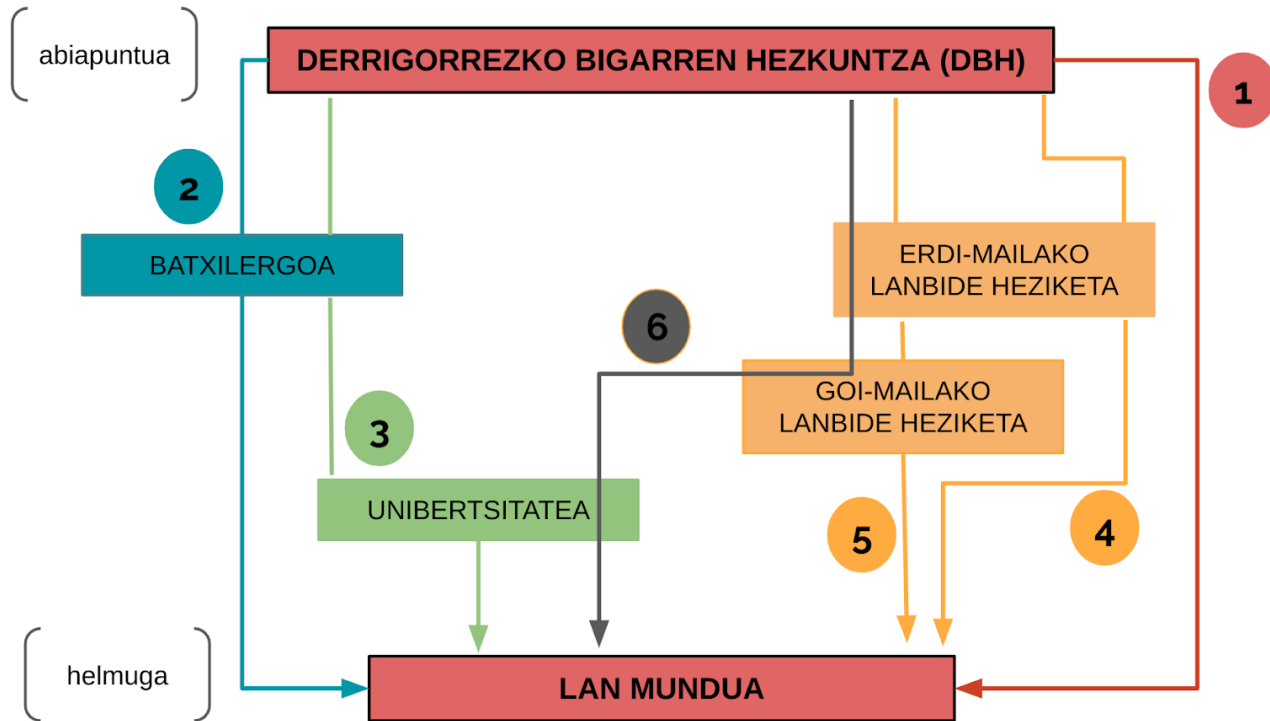 abiapuntua
DERRIGORREZKO BIGARREN HEZKUNTZA (DBH)
1
2
BATXILERGOA
ERDI-MAILAKO
LANBIDE HEZIKETA
6
GOI-MAILAKO
LANBIDE HEZIKETA
3
UNIBERTSITATEA
5
4
helmuga
LAN MUNDUA